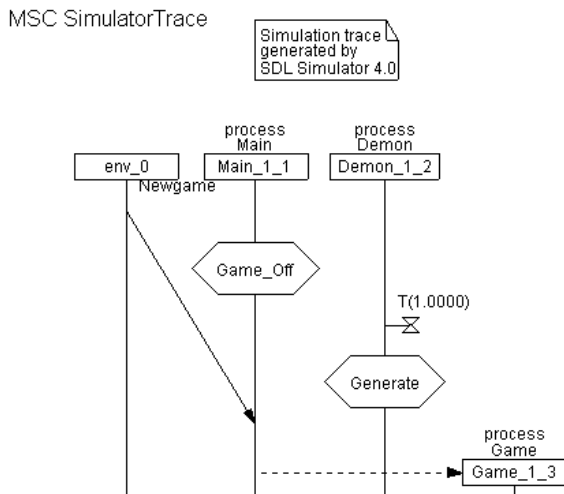 MSC SimulatorTrace
Simulation trace
generated by
SDL Simulator 4.0
process
Main
process
Demon
env_0
Main_1_1
Demon_1_2
Newgame
Game_Off
T(1.0000)
Generate
process
Game
Game_1_3